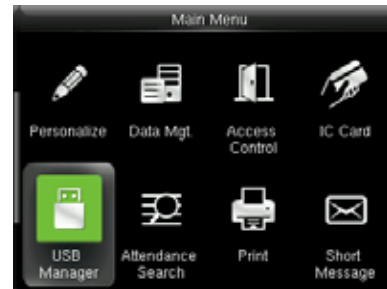 Main Menu
Personalize
Data Mgt.
Access
Control
IC Card
USB
Manager
Attendance
Search
Print
Short
Message